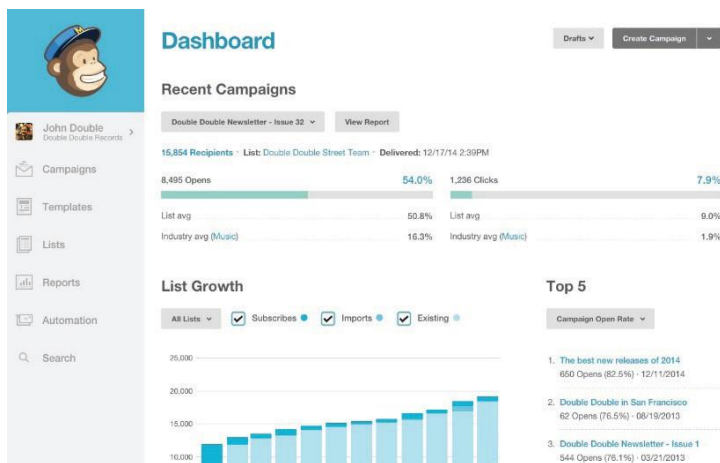 Dashboard
Drafts
Create Campaign
John Double
Double Double Records
Campaigns
Templates
Lists
Reports
Automation
Search
Recent Campaigns
Double Double Newsletter - Issue 32
View Report
15,854 Recipients · List: Double Double Street Team · Delivered: 12/17/14 2:39PM
8,495 Opens 54.0%
1,236 Clicks 7.9%
List avg 50.8%
List avg 9.0%
Industry avg (Music) 16.3%
Industry avg (Music) 1.9%
List Growth
All Lists
Subscribes
Imports
Existing
25,000
20,000
15,000
10,000
Top 5
Campaign Open Rate
1. The best new releases of 2014
650 Opens (82.5%) · 12/11/2014
2. Double Double in San Francisco
62 Opens (76.5%) · 08/19/2013
3. Double Double Newsletter - Issue 1
544 Opens (76.1%) · 03/21/2013